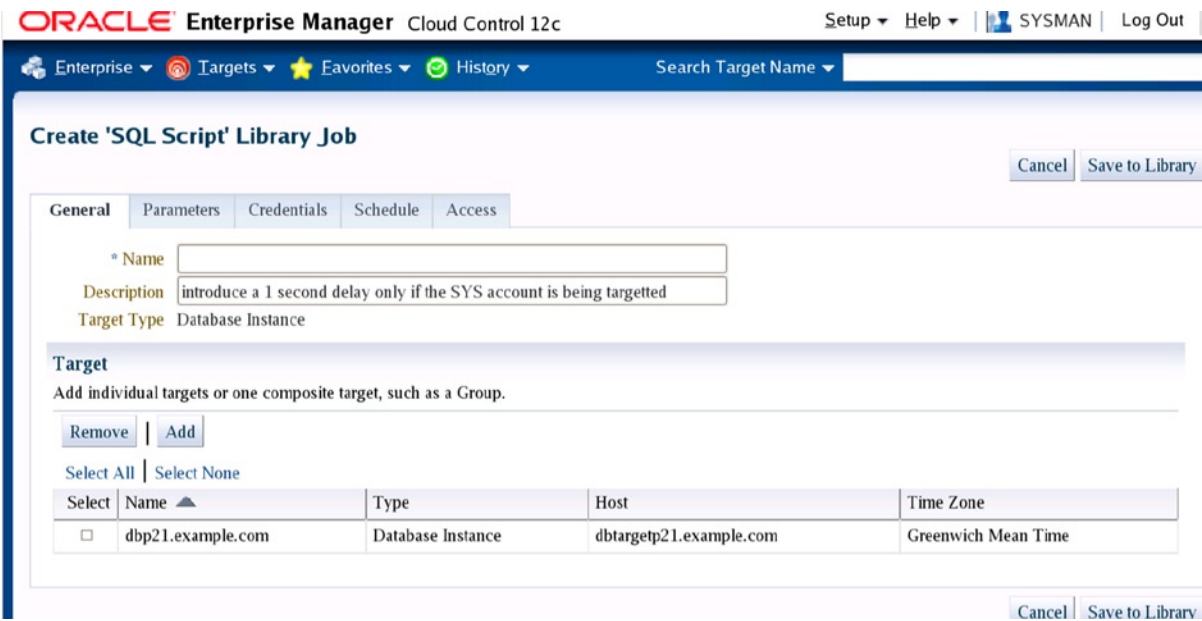 ORACLE Enterprise Manager Cloud Control 12c Setup Help SYSMAN Log Out
Enterprise Targets Favorites History Search Target Name
Create 'SQL Script' Library Job
Cancel Save to Library
General Parameters Credentials Schedule Access
* Name
Description introduce a 1 second delay only if the SYS account is being targetted
Target Type Database Instance
Target
Add individual targets or one composite target, such as a Group.
Remove | Add
Select All | Select None
Select Name Type Host Time Zone
dbp21.example.com Database Instance dbtargetp21.example.com Greenwich Mean Time
Cancel Save to Library